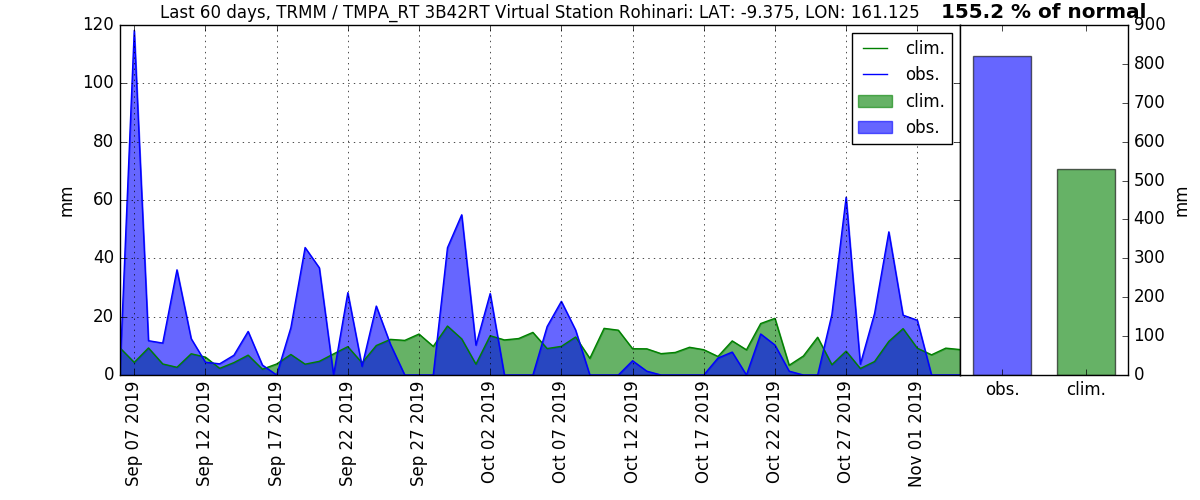 Last 60 days, TRMM / TMPA_RT 3B42RT Virtual Station Rohinari: LAT: -9.375, LON: 161.125
155.2 % of normal
mm
120
100
80
60
40
20
0
clim.
obs.
clim.
obs.
Sep 07 2019
Sep 12 2019
Sep 17 2019
Sep 22 2019
Sep 27 2019
Oct 02 2019
Oct 07 2019
Oct 12 2019
Oct 17 2019
Oct 22 2019
Oct 27 2019
Nov 01 2019
900
800
700
600
500
400
300
200
100
0
mm
obs.
clim.